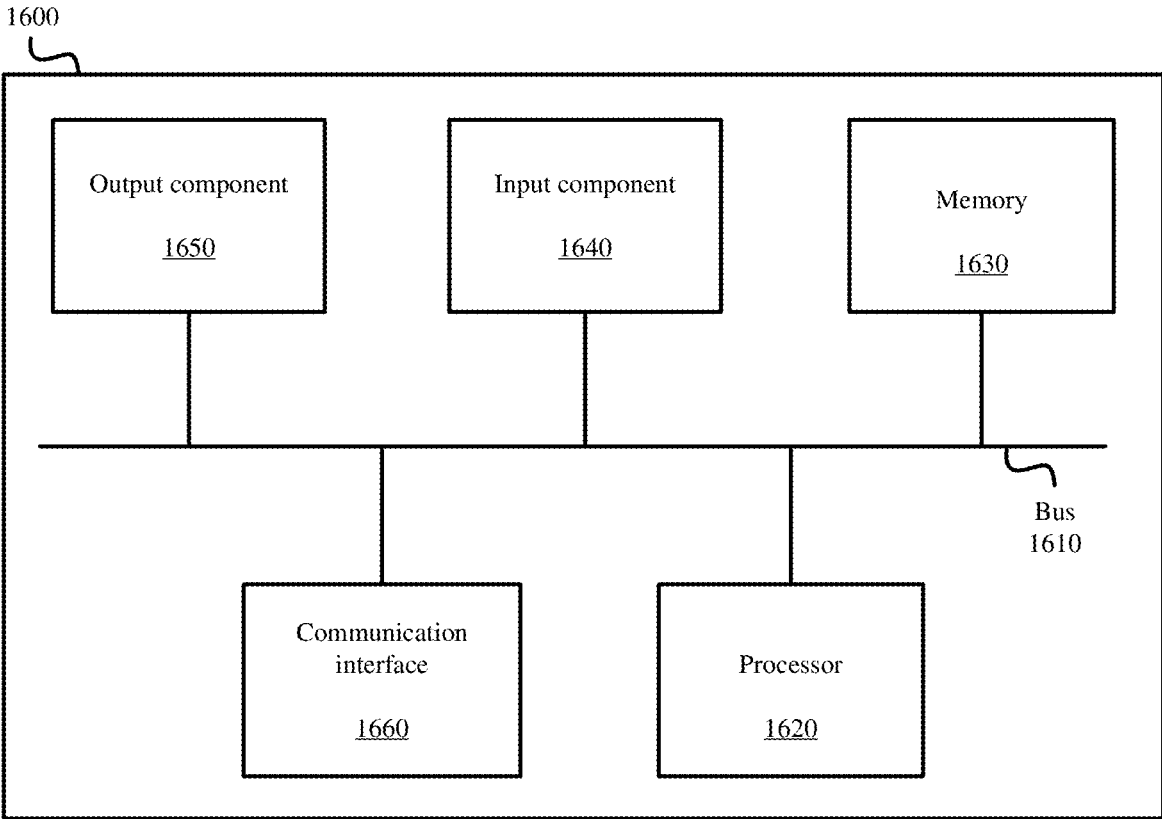 1600
Output component
1650
Input component
1640
Memory
1630
Bus
1610
Communication
interface
1660
Processor
1620